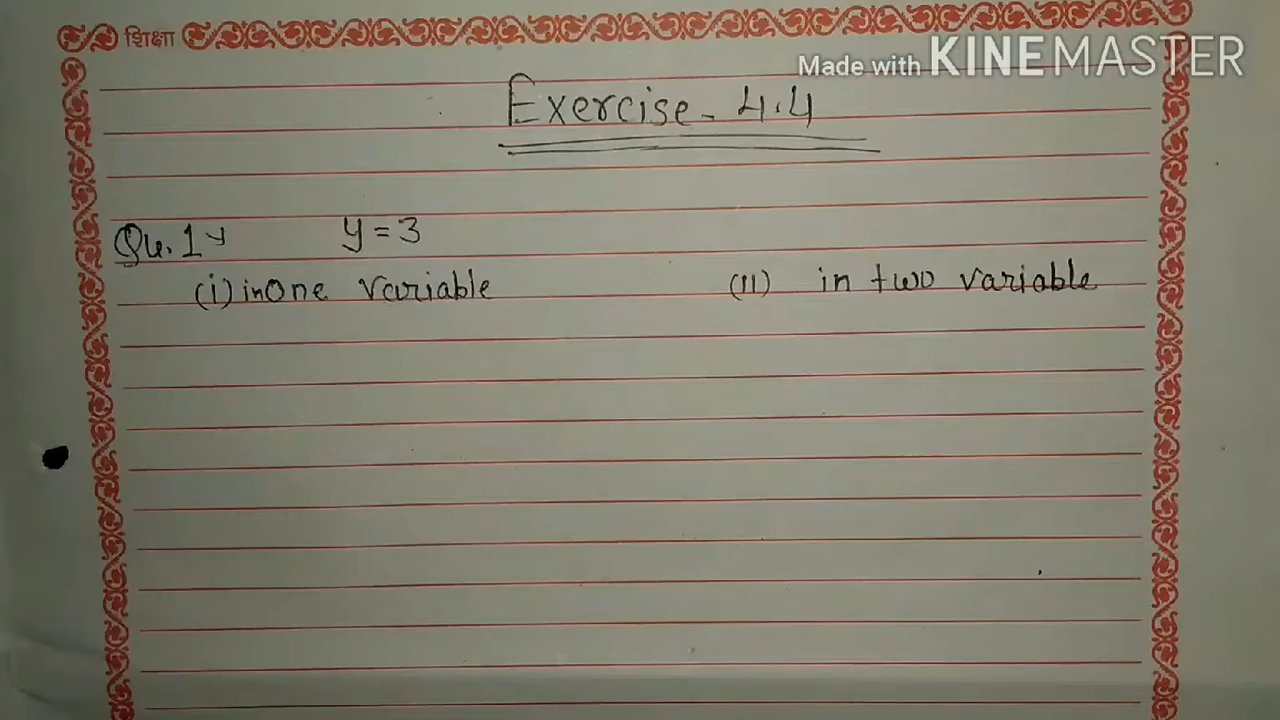 शिक्षा
Made with KINEMASTER
Exercise - 4.4
Qu. 1 y = 3
(i) in One variable (II) in two variable